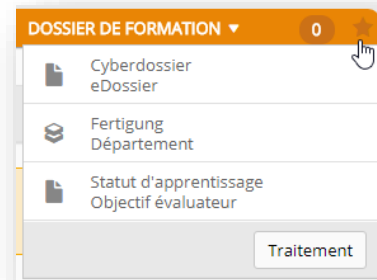 DOSSIER DE FORMATION ▼ 0
Cyberdossier
eDossier
Fertigung
Département
Statut d'apprentissage
Objectif évaluateur
Traitement